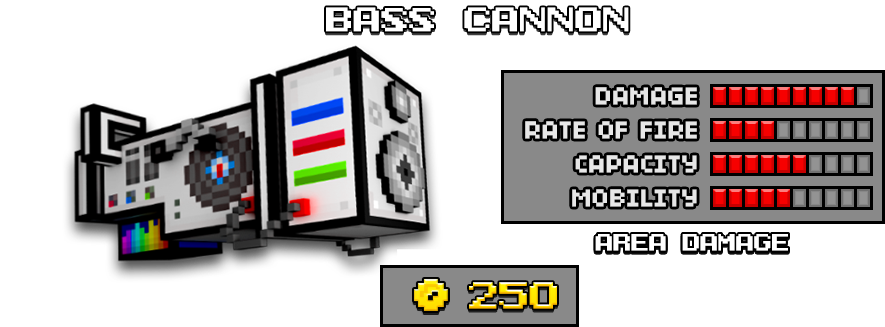 BASS CANNON
DAMAGE
RATE OF FIRE
CAPACITY
MOBILITY
AREA DAMAGE
250